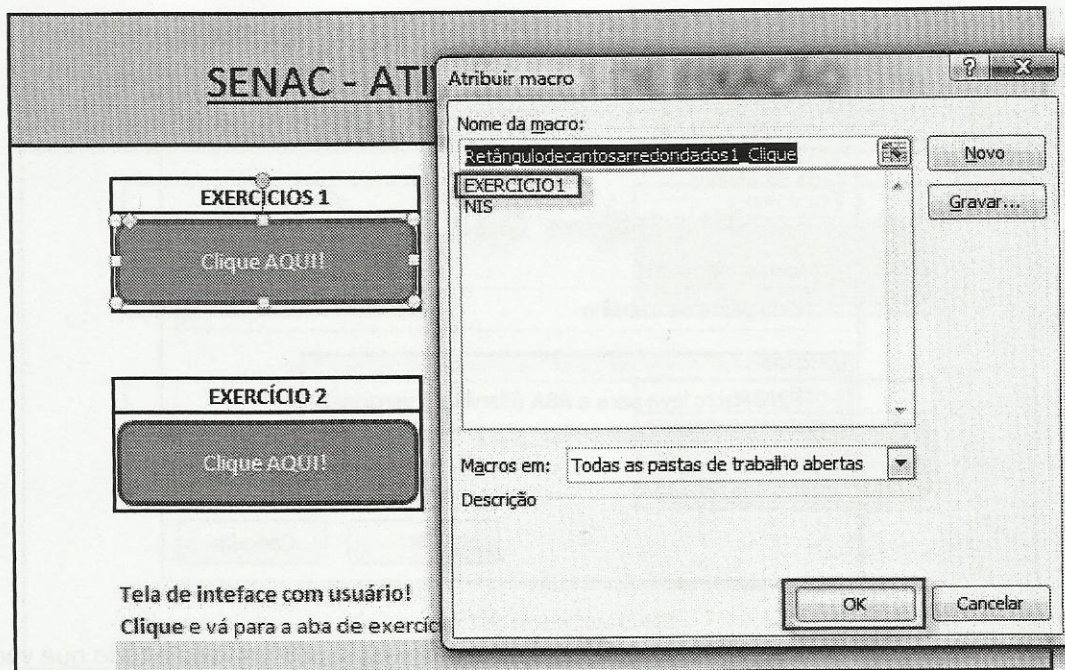 SENAC - ATI
EXERCÍCIOS 1
Clique AQUI!
EXERCÍCIO 2
Clique AQUI!
Tela de inteface com usuário!
Clique e vá para a aba de exercíc
Atribuir macro
Nome da macro:
Retângulodecantosarredondados1_Clique
EXERCICIO1
NIS
Novo
Gravar...
Macros em: Todas as pastas de trabalho abertas
Descrição
OK
Cancelar